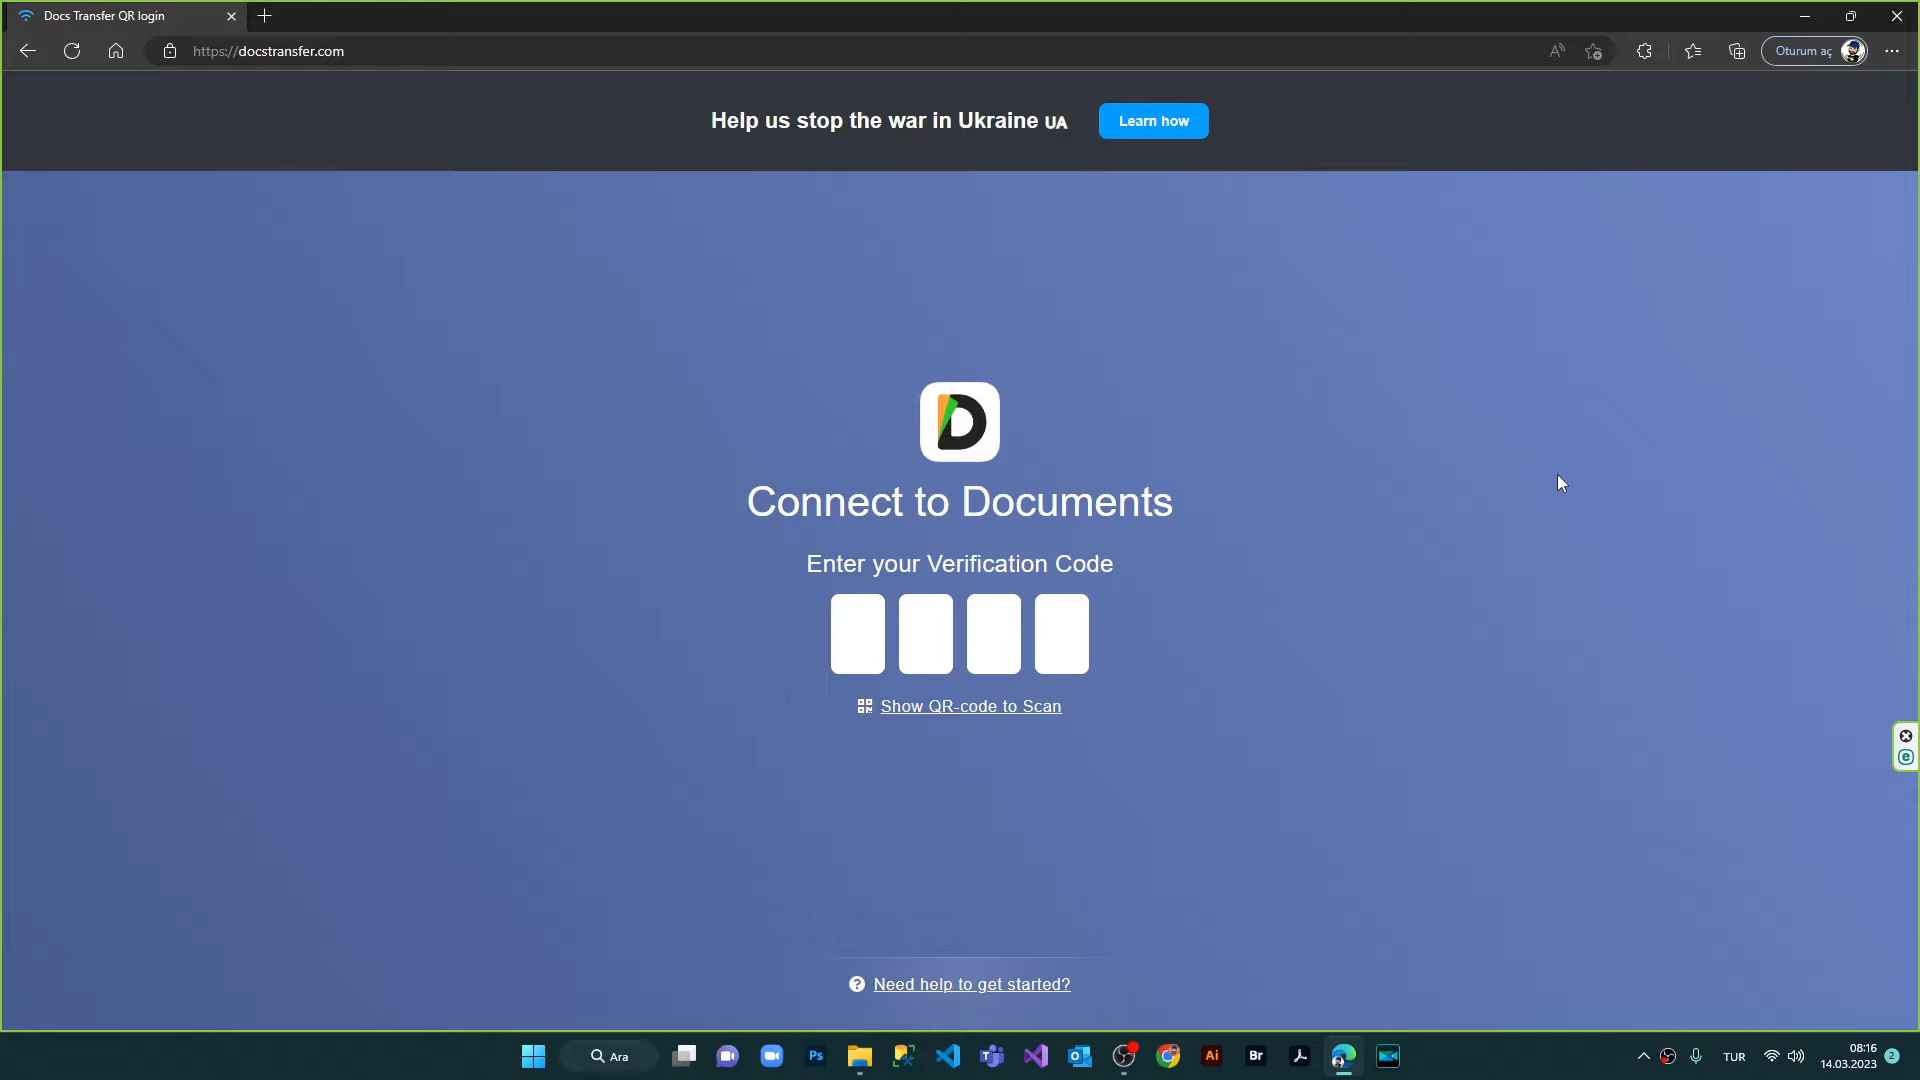 Docs Transfer QR login
https://docstransfer.com
Oturum aç
Help us stop the war in Ukraine UA
Learn how
D
Connect to Documents
Enter your Verification Code
Show QR-code to Scan
? Need help to get started?
Ara
Ps
Ai
Br
TUR
08:16
14.03.2023
2